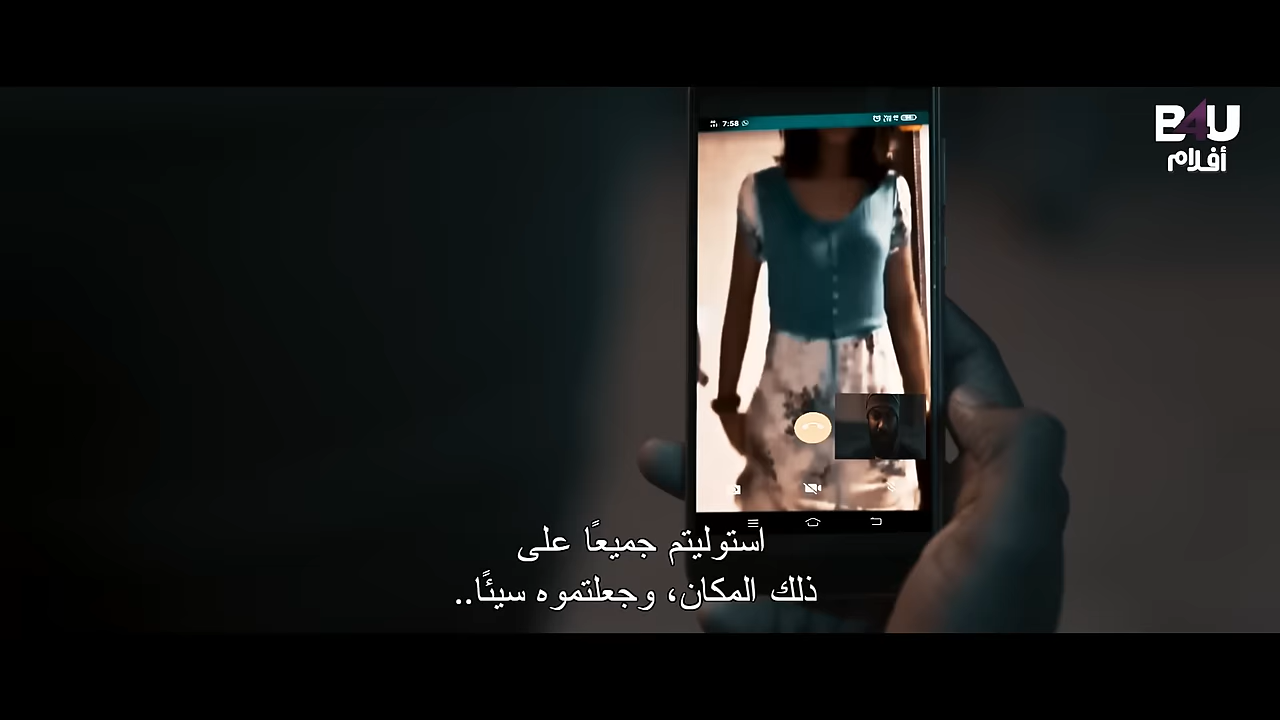 B4U
أفلام
7:58
استوليتم جميعًا على
ذلك المكان، وجعلتموه سيئًا..